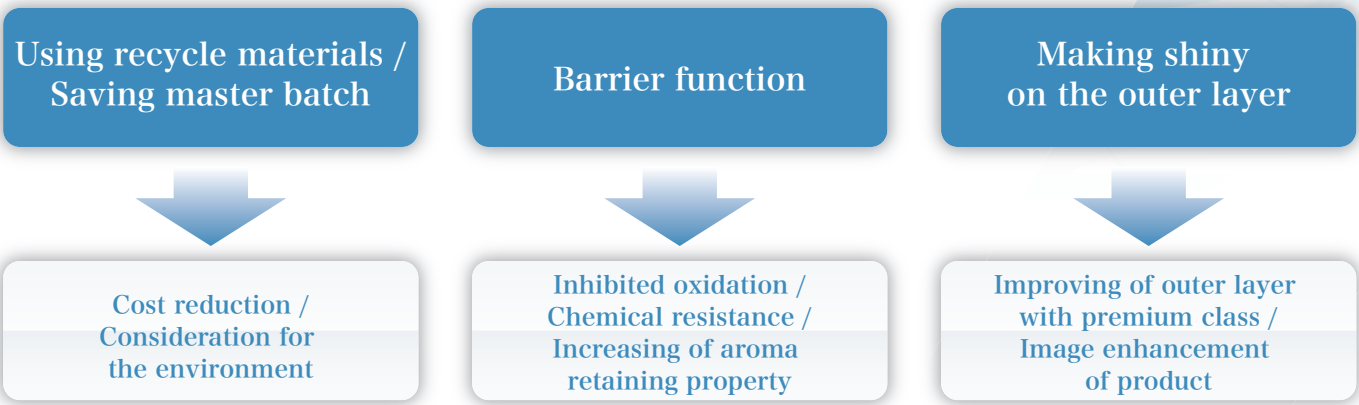 Using recycle materials /
Saving master batch
Barrier function
Making shiny
on the outer layer
Cost reduction /
Consideration for
the environment
Inhibited oxidation /
Chemical resistance /
Increasing of aroma
retaining property
Improving of outer layer
with premium class /
Image enhancement
of product